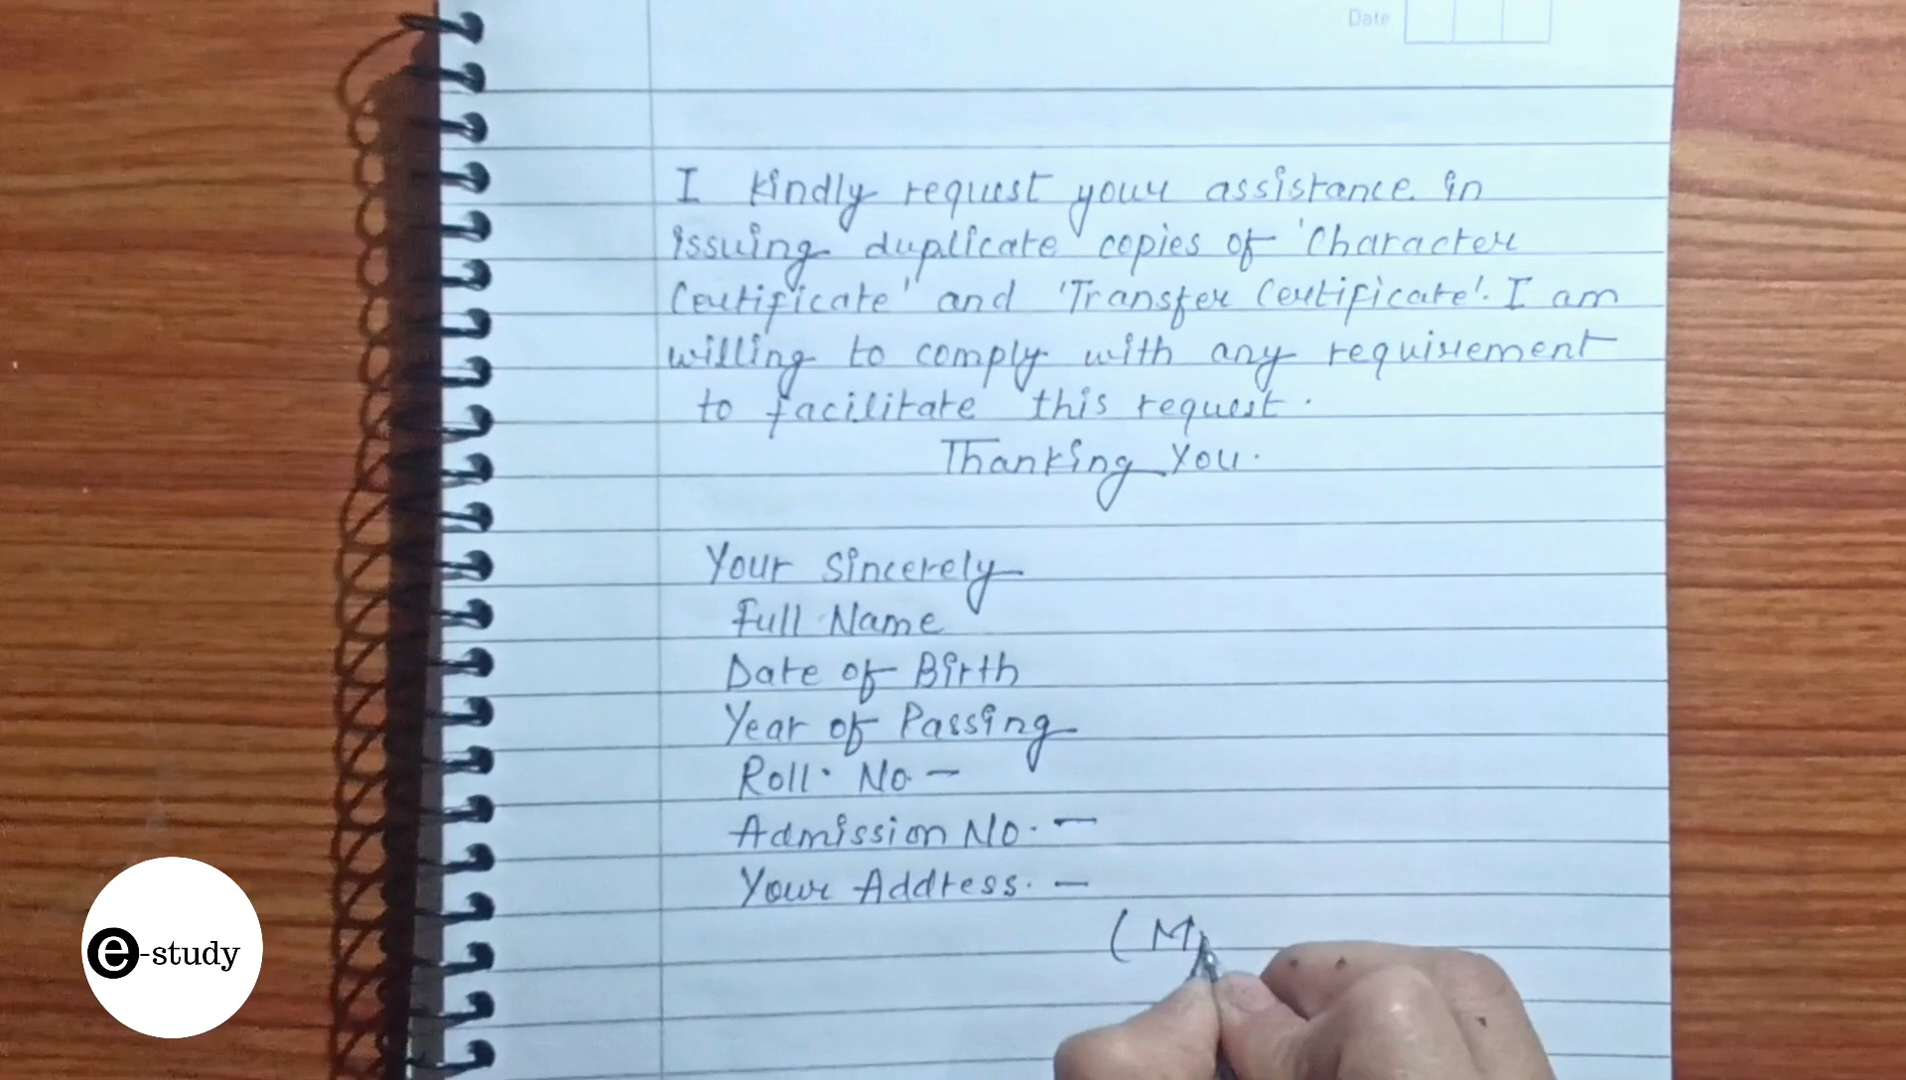 Date
I kindly request your assistance in
issuing duplicate copies of 'Character
Certificate' and 'Transfer Certificate'. I am
willing to comply with any requirement
to facilitate this request.
Thanking You.
Your Sincerely
Full Name
Date of Birth
Year of Passing
Roll. No. —
Admission No. —
Your Address. —
(M
e-study